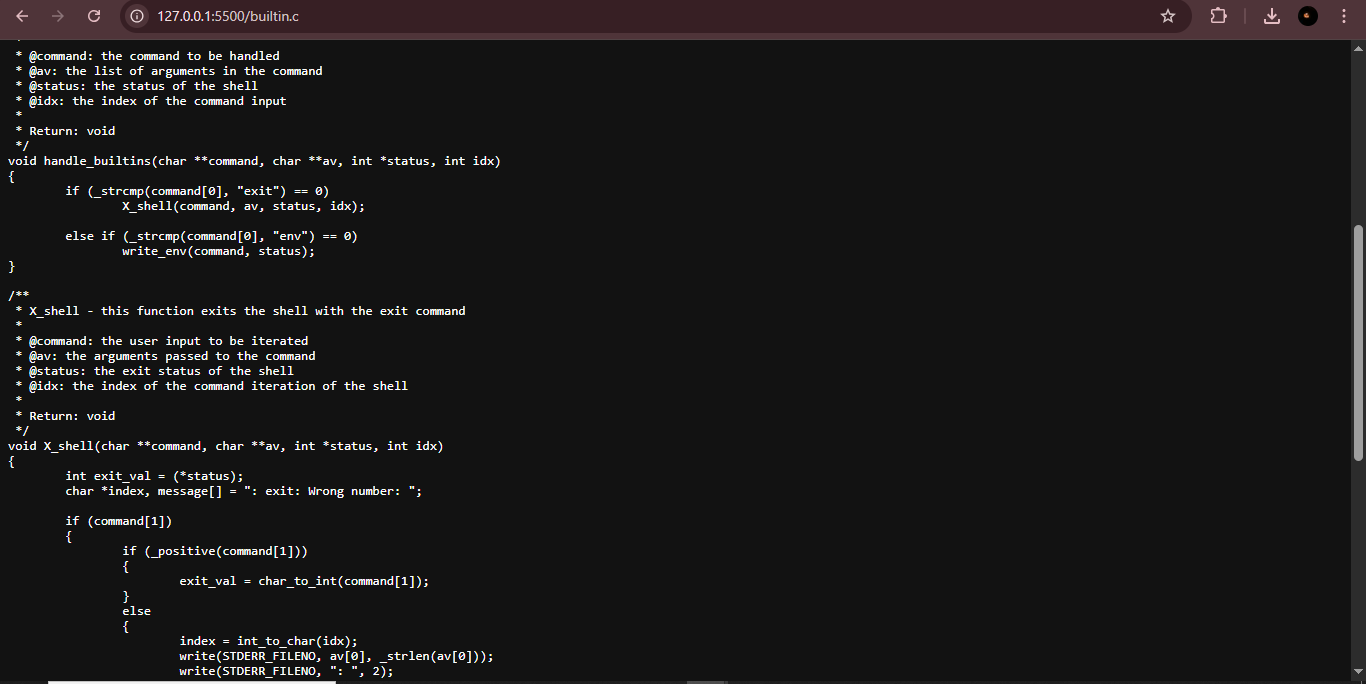 127.0.0.1:5500/builtin.c
* @command: the command to be handled
* @av: the list of arguments in the command
* @status: the status of the shell
* @idx: the index of the command input
*
* Return: void
*/
void handle_builtins(char **command, char **av, int *status, int idx)
{
if (_strcmp(command[0], "exit") == 0)
X_shell(command, av, status, idx);
else if (_strcmp(command[0], "env") == 0)
write_env(command, status);
}
/**
* X_shell - this function exits the shell with the exit command
*
* @command: the user input to be iterated
* @av: the arguments passed to the command
* @status: the exit status of the shell
* @idx: the index of the command iteration of the shell
*
* Return: void
*/
void X_shell(char **command, char **av, int *status, int idx)
{
int exit_val = (*status);
char *index, message[] = ": exit: Wrong number: ";
if (command[1])
{
if (_positive(command[1]))
{
exit_val = char_to_int(command[1]);
}
else
{
index = int_to_char(idx);
write(STDERR_FILENO, av[0], _strlen(av[0]));
write(STDERR_FILENO, ": ", 2);